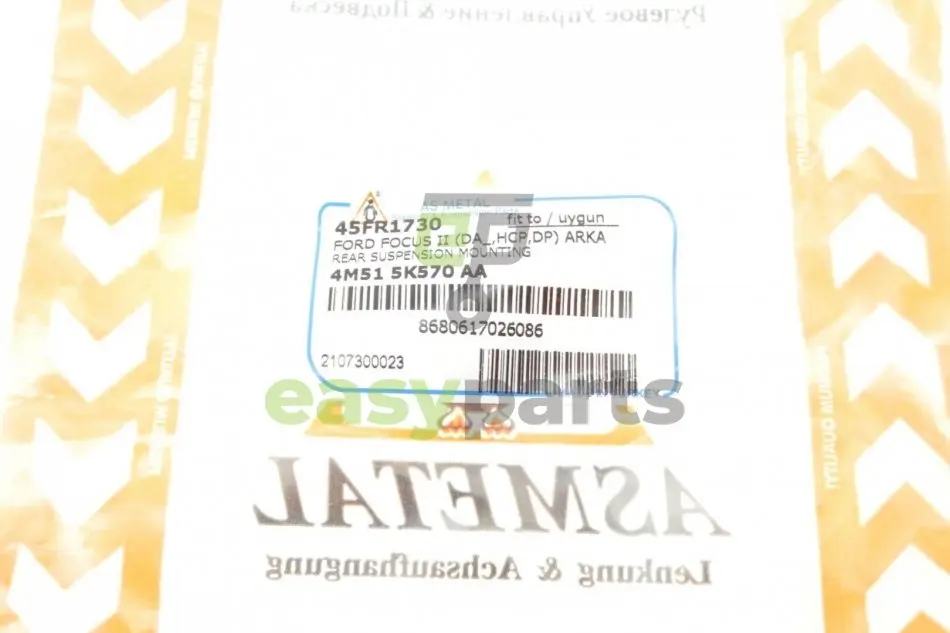 Рулевое Управление & Подвеска
AS METAL
45FR1730 fit to / uygun
FORD FOCUS II (DA_,HCP,DP) ARKA
REAR SUSPENSION MOUNTING
4M51 5K570 AA
8680617026086
2107300023
easyparts
ASMETAL
Lenkung & Achsaufhangung